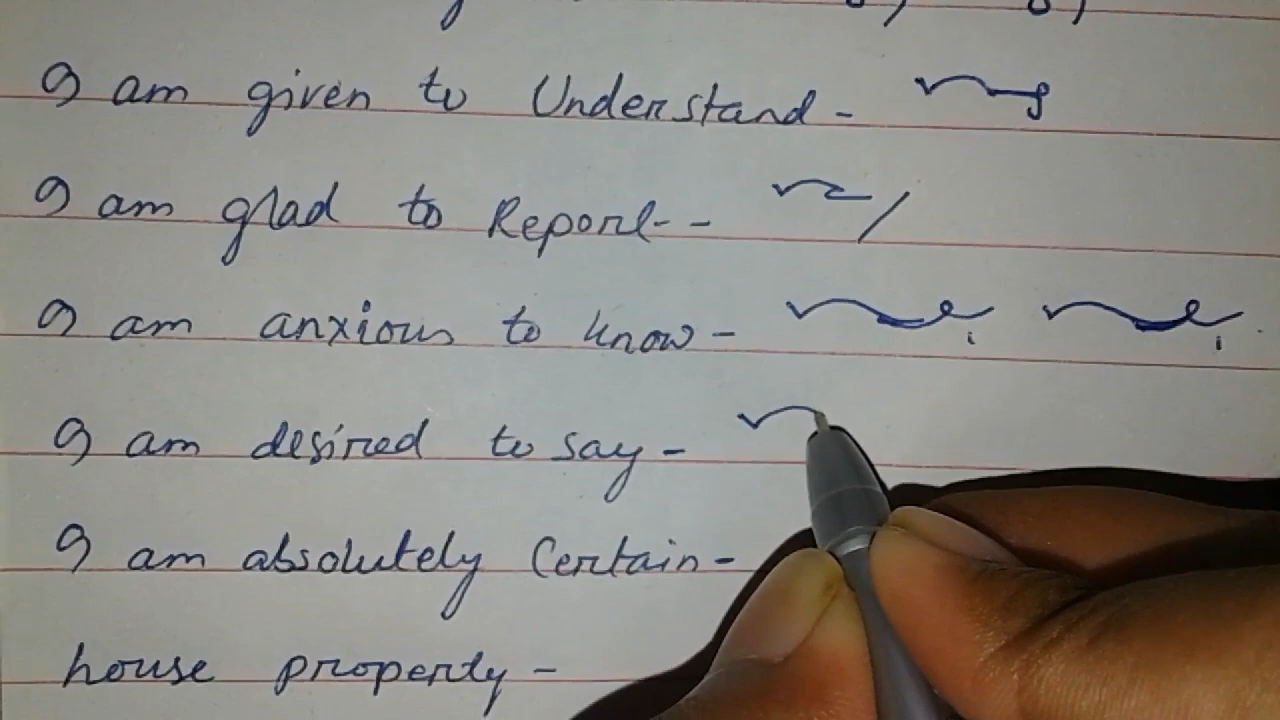 I am given to Understand -
I am glad to Report--
I am anxious to know -
I am desired to say -
I am absolutely Certain -
house property -